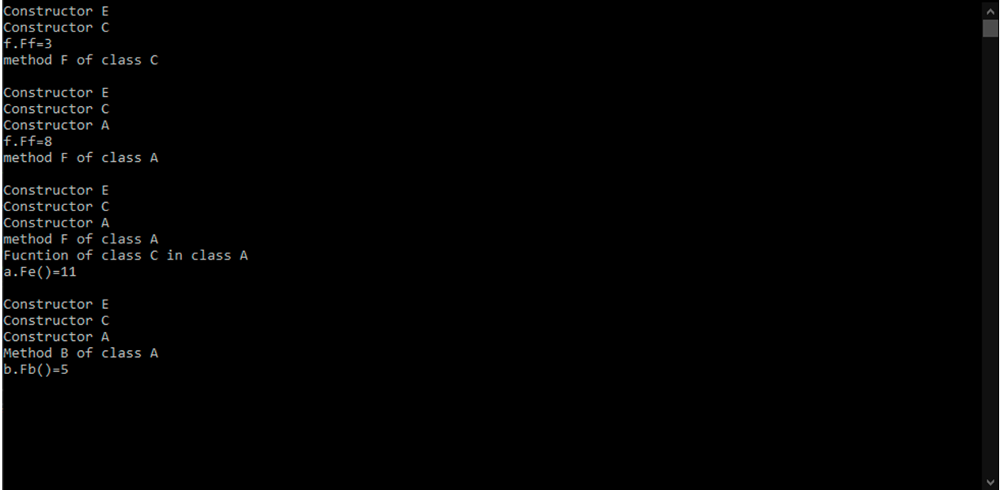 Constructor E
Constructor C
f.Ff=3
method F of class C
Constructor E
Constructor C
Constructor A
f.Ff=8
method F of class A
Constructor E
Constructor C
Constructor A
method F of class A
Fucntion of class C in class A
a.Fe()=11
Constructor E
Constructor C
Constructor A
Method B of class A
b.Fb()=5